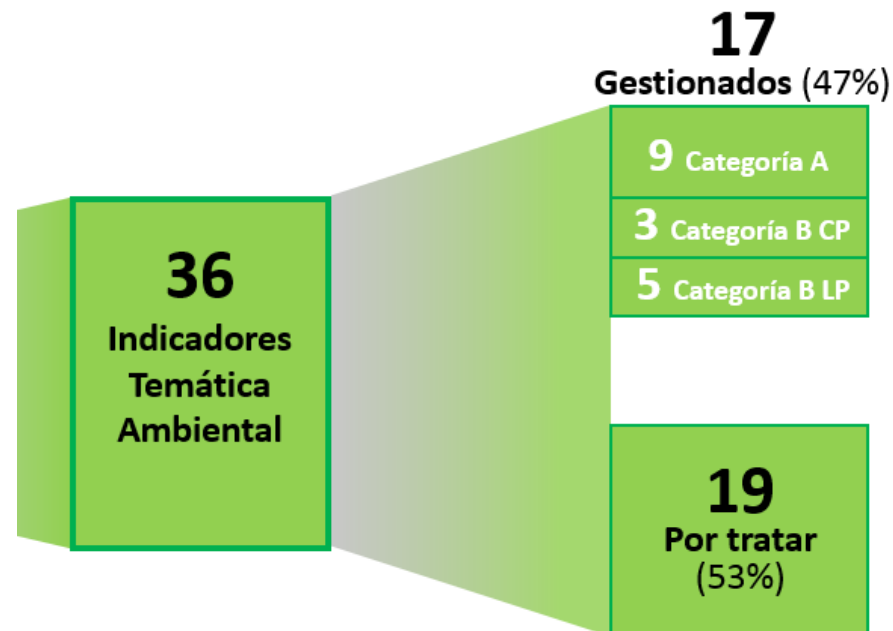 36
Indicadores
Temática
Ambiental
17
Gestionados (47%)
9 Categoría A
3 Categoría B CP
5 Categoría B LP
19
Por tratar
(53%)